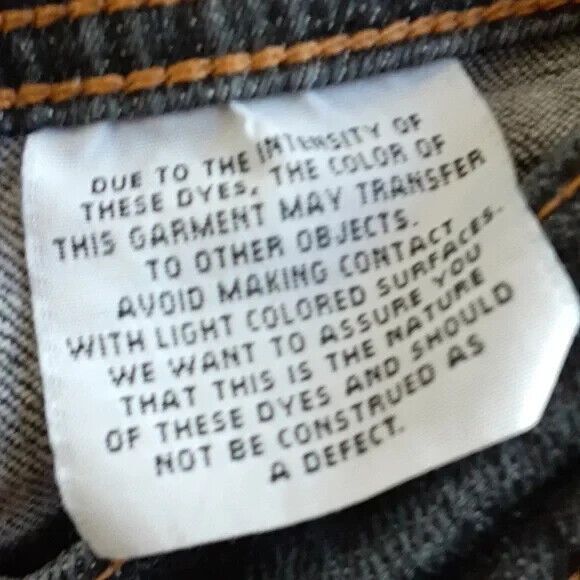 DUE TO THE INTENSITY OF
THESE DYES, THE COLOR OF
THIS GARMENT MAY TRANSFER
TO OTHER OBJECTS.
AVOID MAKING CONTACT
WITH LIGHT COLORED SURFACES.
WE WANT TO ASSURE YOU
THAT THIS IS THE NATURE
OF THESE DYES AND SHOULD
NOT BE CONSTRUED AS
A DEFECT.